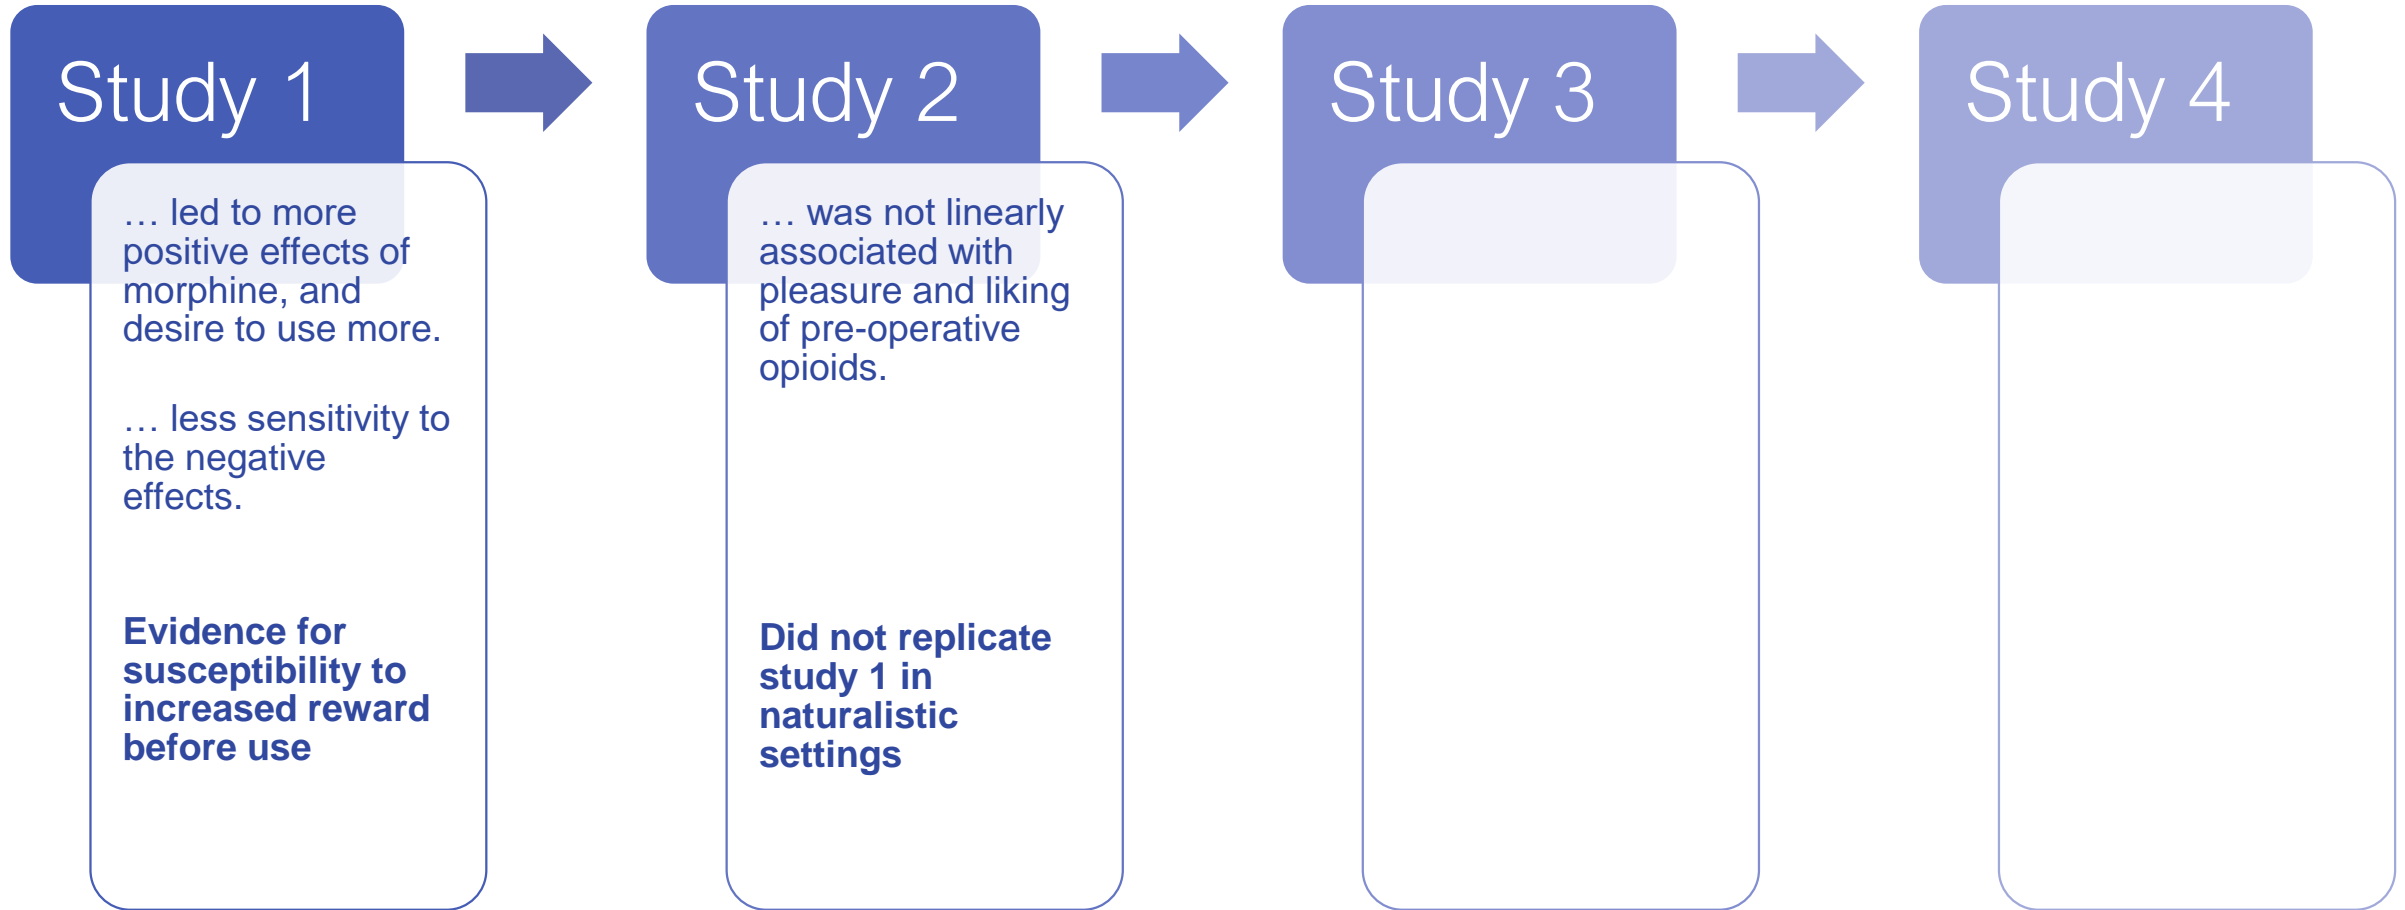 Study 1
… led to more
positive effects of
morphine, and
desire to use more.
… less sensitivity to
the negative
effects.
Evidence for
susceptibility to
increased reward
before use
Study 2
… was not linearly
associated with
pleasure and liking
of pre-operative
opioids.
Did not replicate
study 1 in
naturalistic
settings
Study 3
Study 4